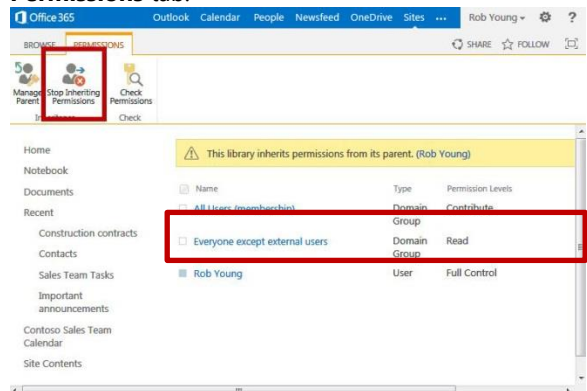 Permissions tab.
Office 365 Outlook Calendar People Newsfeed OneDrive Sites ... Rob Young ?
BROWSE PERMISSIONS SHARE FOLLOW
Manage Parent Stop Inheriting Permissions Check Permissions
Inheritance Check
Home
This library inherits permissions from its parent. (Rob Young)
Notebook
Documents
Name Type Permission Levels
Recent
All Users (membership) Domain Group Contribute
Construction contracts
Everyone except external users Domain Group Read
Contacts
Sales Team Tasks
Rob Young User Full Control
Important
announcements
Contoso Sales Team
Calendar
Site Contents